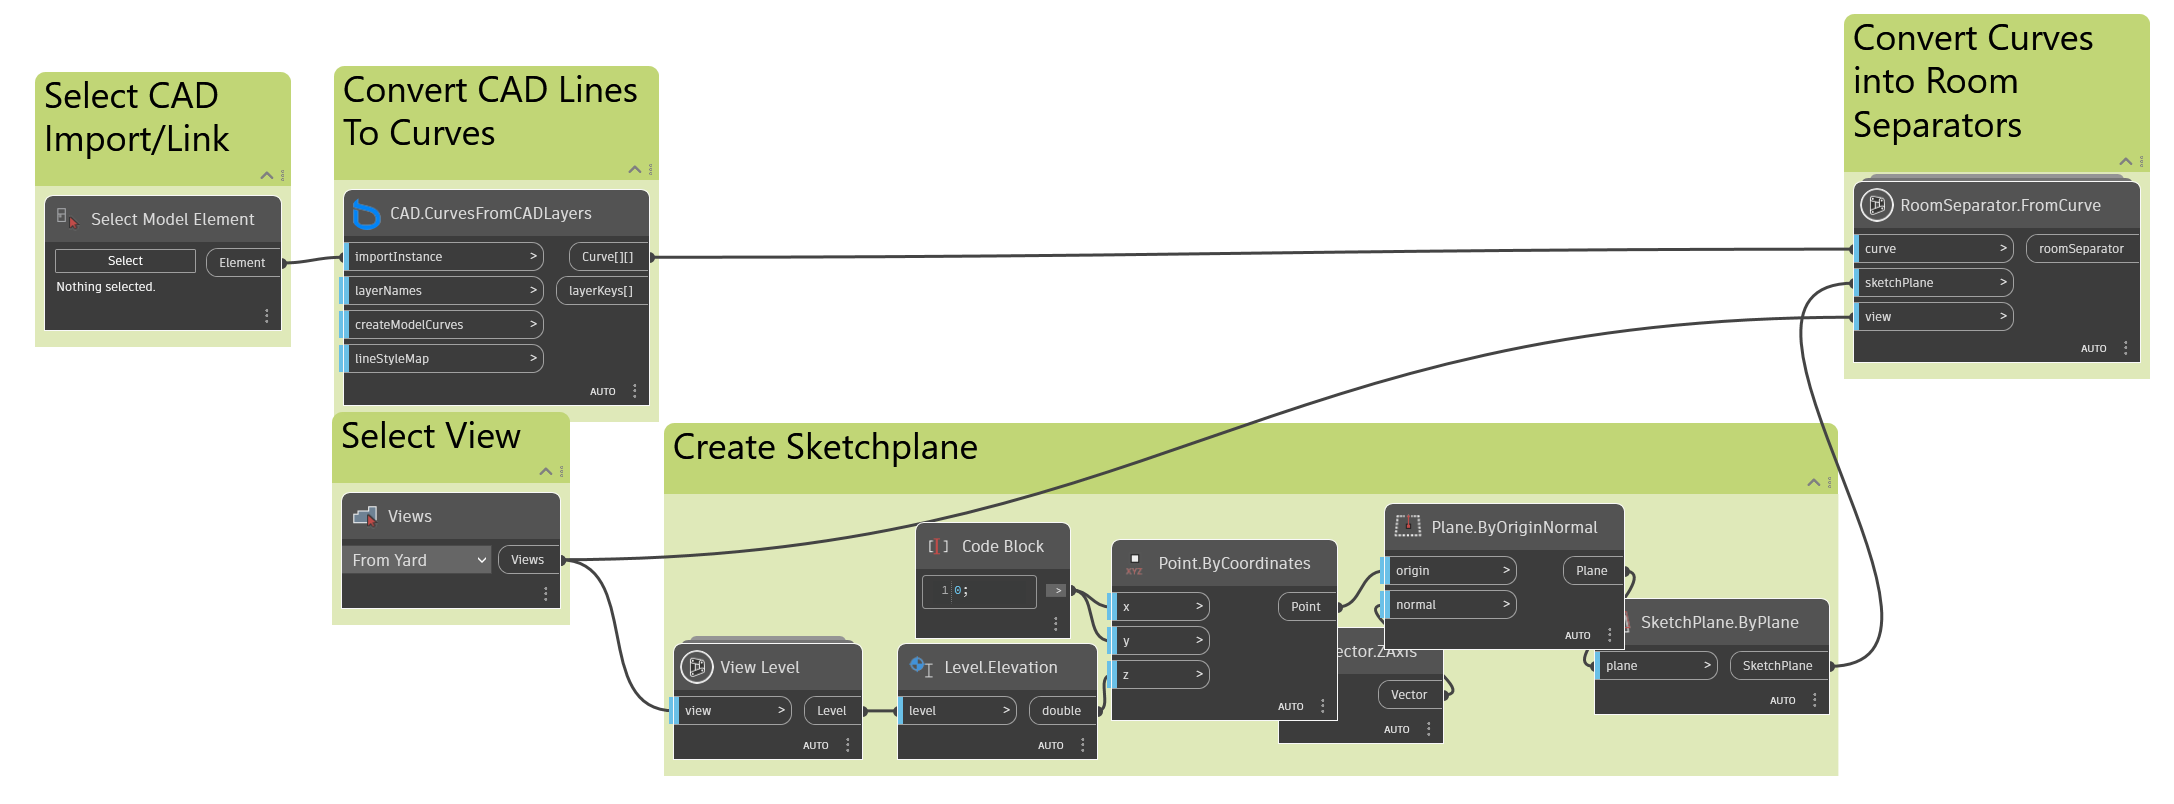 Select CAD
Import/Link
Select Model Element
Select
Element
Nothing selected.
Convert CAD Lines
To Curves
CAD.CurvesFromCADLayers
importInstance >
Curve[][]
layerNames >
layerKeys[]
createModelCurves >
lineStyleMap >
AUTO
Select View
Views
From Yard
Views
Create Sketchplane
View Level
view >
Level
AUTO
Code Block
1 0;
>
Level.Elevation
level >
double
AUTO
Point.ByCoordinates
XYZ
x >
Point
y >
z >
AUTO
ector.ZAxis
Vector
AUTO
Plane.ByOriginNormal
origin >
Plane
normal >
AUTO
SketchPlane.ByPlane
plane >
SketchPlane
AUTO
Convert Curves
into Room
Separators
RoomSeparator.FromCurve
curve >
roomSeparator
sketchPlane >
view >
AUTO